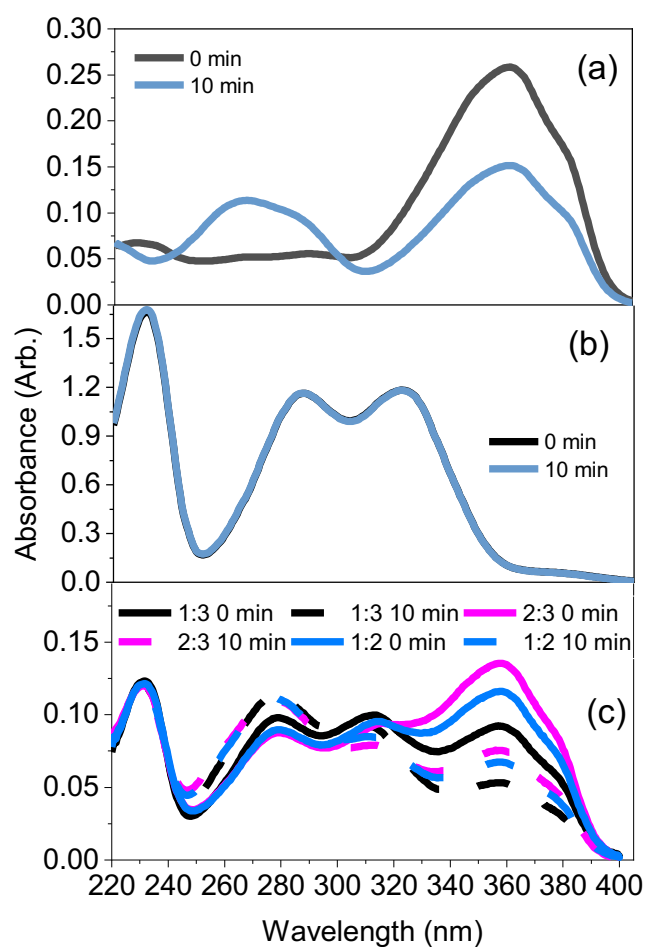 0.30
0 min
10 min
(a)
0.25
0.20
0.15
0.10
0.05
0.00
1.5
(b)
1.2
0.9
0 min
10 min
0.6
0.3
0.0
Absorbance (Arb.)
1:3 0 min 1:3 10 min 2:3 0 min
2:3 10 min 1:2 0 min 1:2 10 min
0.15
(c)
0.10
0.05
0.00
220 240 260 280 300 320 340 360 380 400
Wavelength (nm)